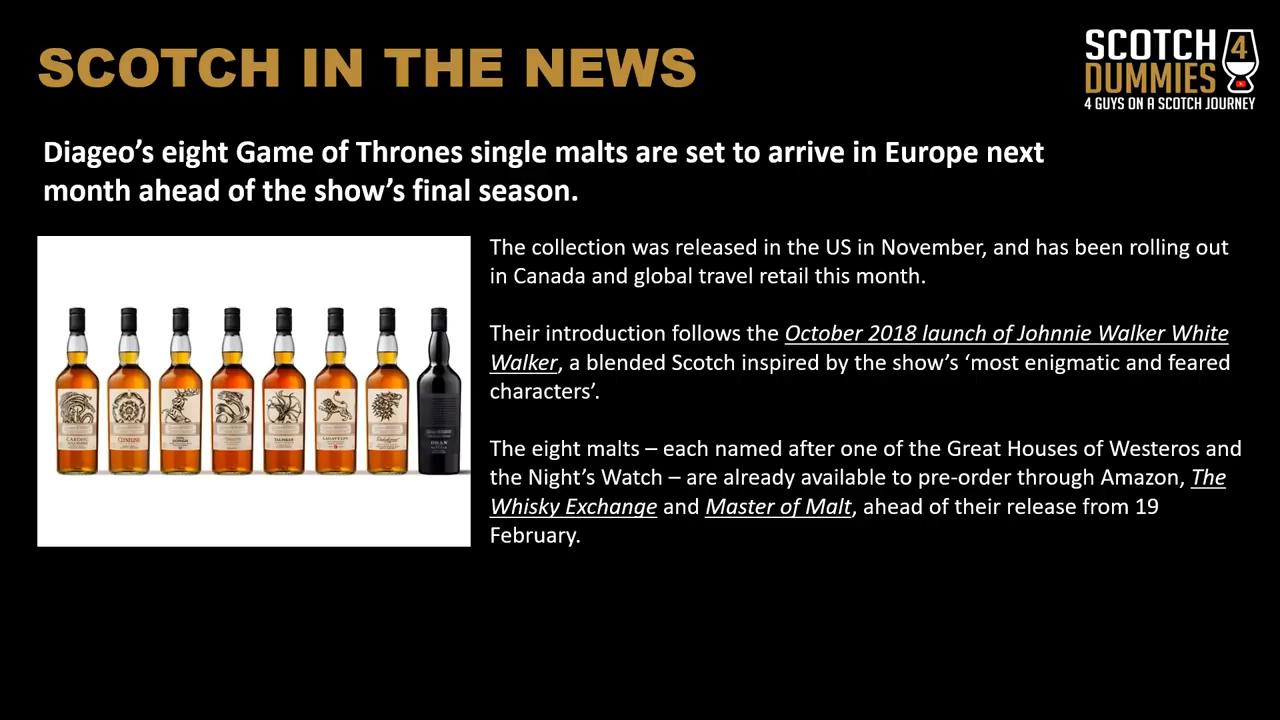 SCOTCH IN THE NEWS
SCOTCH 4
DUMMIES
4 GUYS ON A SCOTCH JOURNEY
Diageo’s eight Game of Thrones single malts are set to arrive in Europe next
month ahead of the show’s final season.
The collection was released in the US in November, and has been rolling out
in Canada and global travel retail this month.
Their introduction follows the October 2018 launch of Johnnie Walker White
Walker, a blended Scotch inspired by the show’s ‘most enigmatic and feared
characters’.
The eight malts – each named after one of the Great Houses of Westeros and
the Night’s Watch – are already available to pre-order through Amazon, The
Whisky Exchange and Master of Malt, ahead of their release from 19
February.
CARDHU
CLYNELISH
TALISKER
LAGAVULIN
OBAN